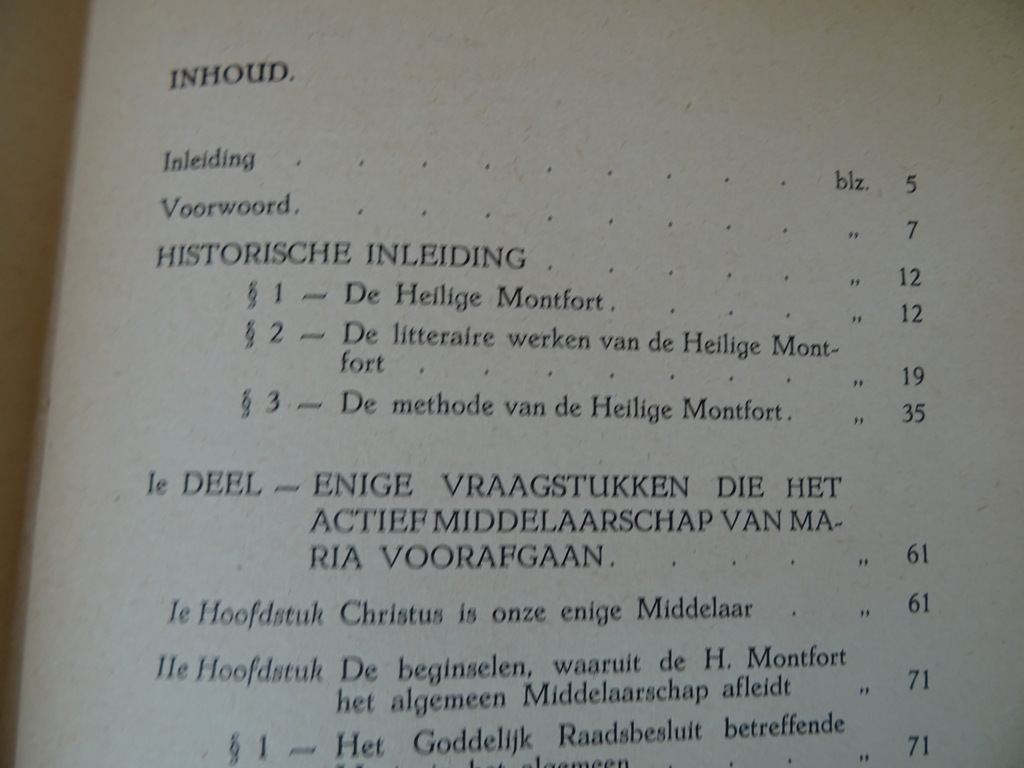 INHOUD.
Inleiding . . . . . . . . . blz. 5
Voorwoord. . . . . . . . . „ 7
HISTORISCHE INLEIDING . . . . . „ 12
§ 1 — De Heilige Montfort. . . . „ 12
§ 2 — De litteraire werken van de Heilige Mont-
fort . . . . . . . „ 19
§ 3 — De methode van de Heilige Montfort. „ 35
Ie DEEL — ENIGE VRAAGSTUKKEN DIE HET
ACTIEF MIDDELAARSCHAP VAN MA-
RIA VOORAFGAAN. . . . „ 61
Ie Hoofdstuk Christus is onze enige Middelaar . „ 61
IIe Hoofdstuk De beginselen, waaruit de H. Montfort
het algemeen Middelaarschap afleidt „ 71
§ 1 — Het Goddelijk Raadsbesluit betreffende
het algemeen . . „ 71